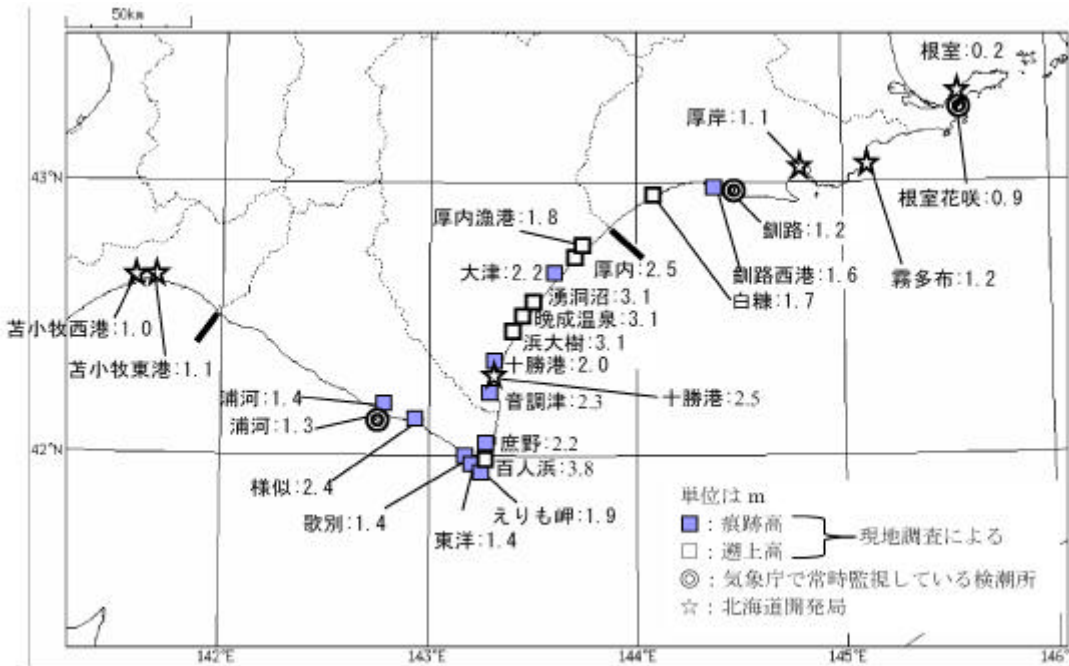 50km
根室:0.2
厚岸:1.1
43°N
根室花咲:0.9
厚内漁港:1.8
釧路:1.2
大津:2.2
厚内:2.5
釧路西港:1.6
霧多布:1.2
湧洞沼:3.1
白糠:1.7
晩成温泉:3.1
苫小牧西港:1.0
浜大樹:3.1
苫小牧東港:1.1
十勝港:2.0
浦河:1.4
音調津:2.3
十勝港:2.5
浦河:1.3
42°N
庶野:2.2
百人浜:3.8
様似:2.4
えりも岬:1.9
歌別:1.4
東洋:1.4
単位は m
:痕跡高
現地調査による
:遡上高
:気象庁で常時監視している検潮所
:北海道開発局
142°E
143°E
144°E
145°E
146°